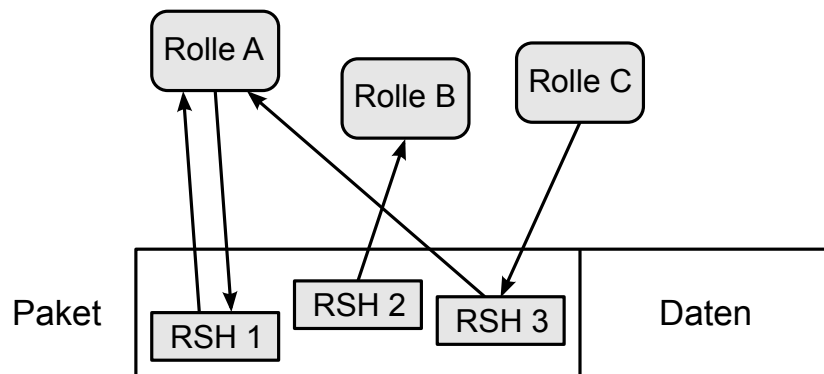 Rolle A
Rolle B
Rolle C
Paket
RSH 1
RSH 2
RSH 3
Daten